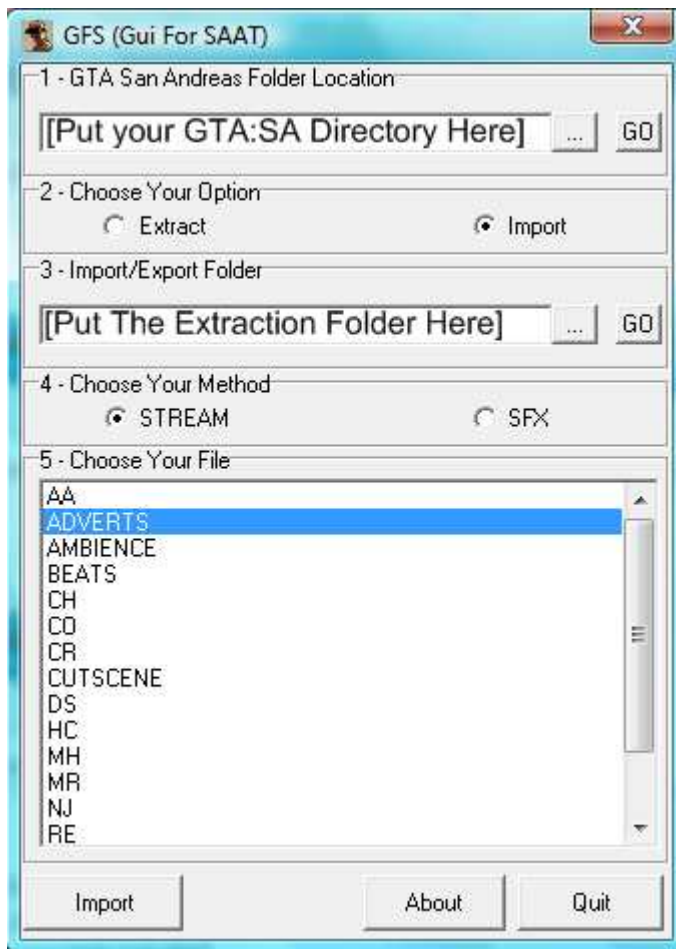 GFS (Gui For SAAT)
1 - GTA San Andreas Folder Location
[Put your GTA:SA Directory Here] ... GO
2 - Choose Your Option
Extract Import
3 - Import/Export Folder
[Put The Extraction Folder Here] ... GO
4 - Choose Your Method
STREAM SFX
5 - Choose Your File
AA
ADVERTS
AMBIENCE
BEATS
CH
CO
CR
CUTSCENE
DS
HC
MH
MR
NJ
RE
Import About Quit